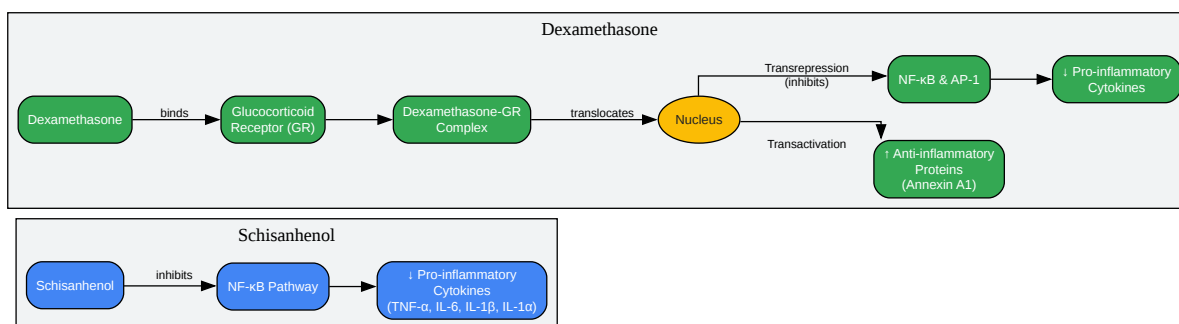 Dexamethasone
Dexamethasone
binds
Glucocorticoid
Receptor (GR)
Dexamethasone-GR
Complex
translocates
Nucleus
Transrepression
(inhibits)
NF-κB & AP-1
↓ Pro-inflammatory
Cytokines
Transactivation
↑ Anti-inflammatory
Proteins
(Annexin A1)
Schisanhenol
Schisanhenol
inhibits
NF-κB Pathway
↓ Pro-inflammatory
Cytokines
(TNF-α, IL-6, IL-1β, IL-1α)